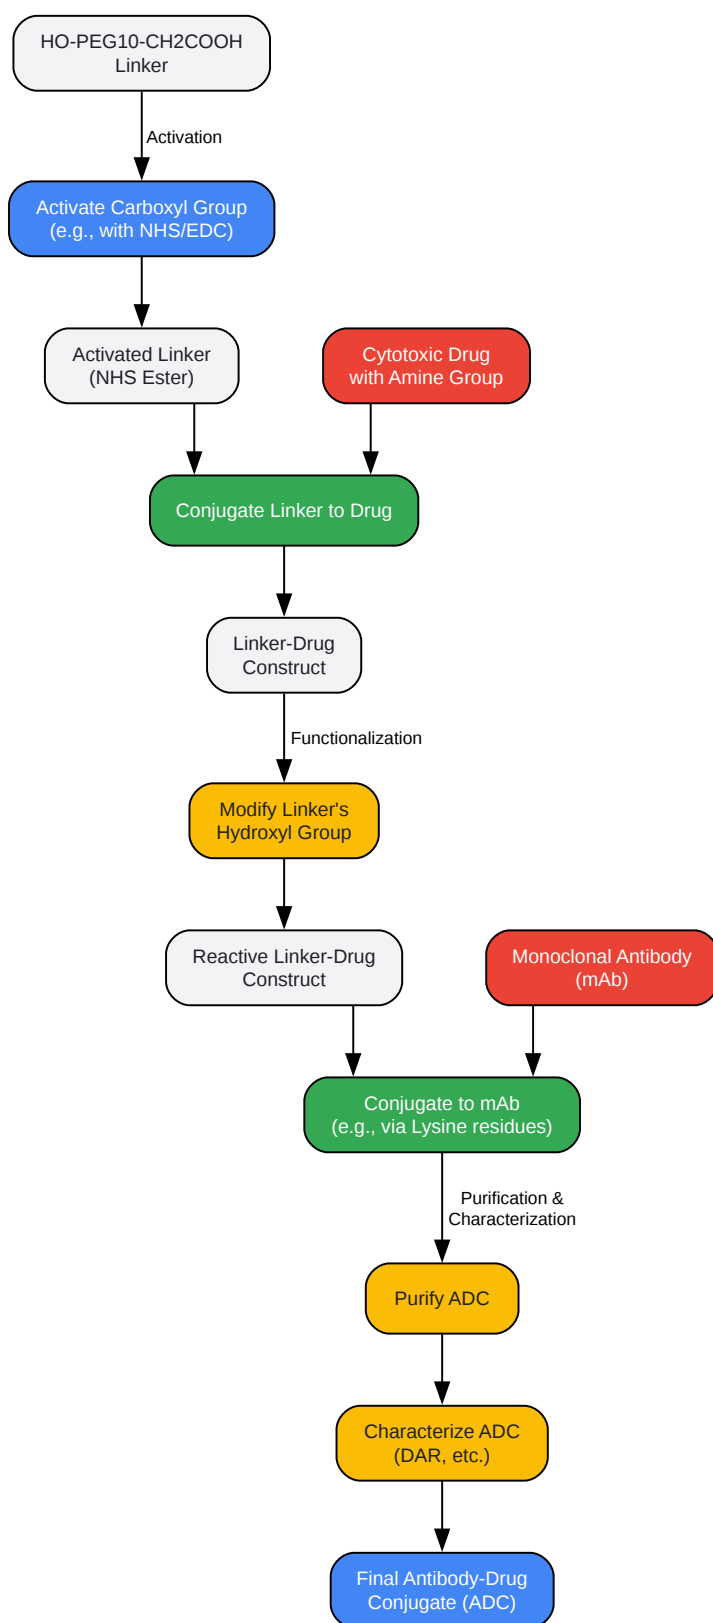 HO-PEG10-CH2COOH
Linker
Activation
Activate Carboxyl Group
(e.g., with NHS/EDC)
Activated Linker
(NHS Ester)
Cytotoxic Drug
with Amine Group
Conjugate Linker to Drug
Linker-Drug
Construct
Functionalization
Modify Linker's
Hydroxyl Group
Reactive Linker-Drug
Construct
Monoclonal Antibody
(mAb)
Conjugate to mAb
(e.g., via Lysine residues)
Purification &
Characterization
Purify ADC
Characterize ADC
(DAR, etc.)
Final Antibody-Drug
Conjugate (ADC)